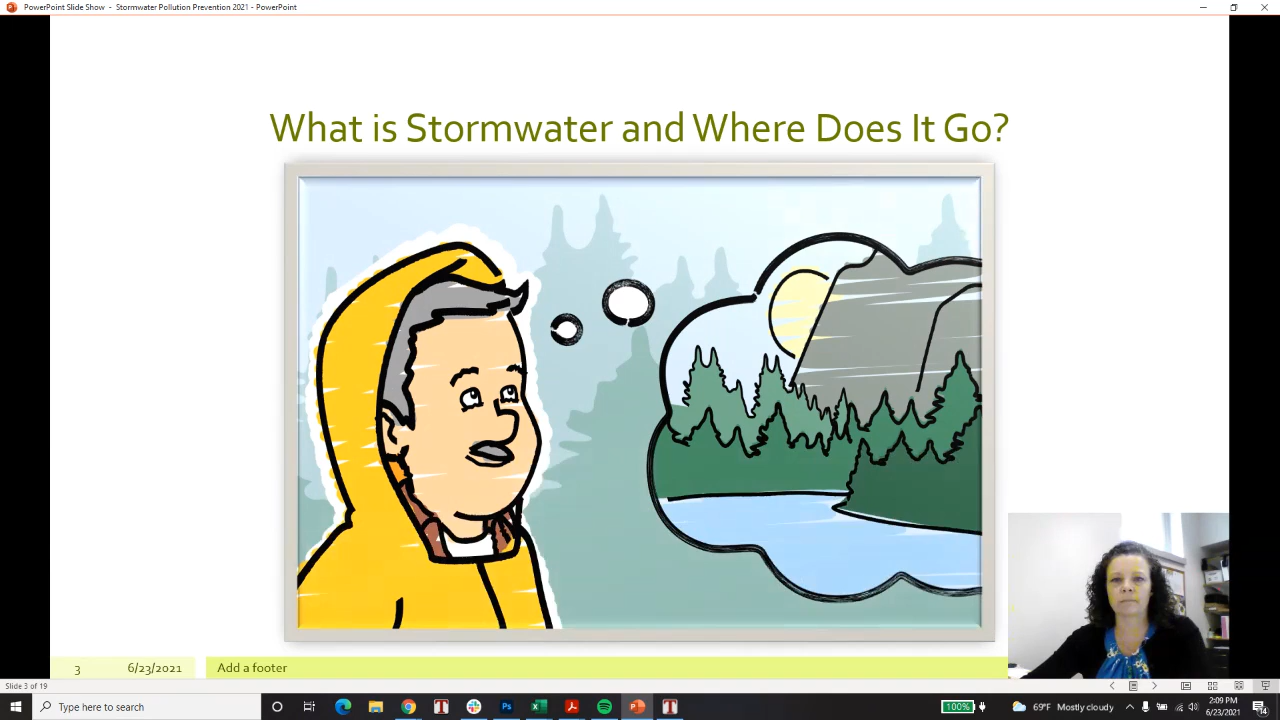 PowerPoint Slide Show - Stormwater Pollution Prevention 2021 - PowerPoint
What is Stormwater and Where Does It Go?
3 6/23/2021 Add a footer
Slide 3 of 19
Type here to search
100% 69°F Mostly cloudy 2:09 PM
6/23/2021
14